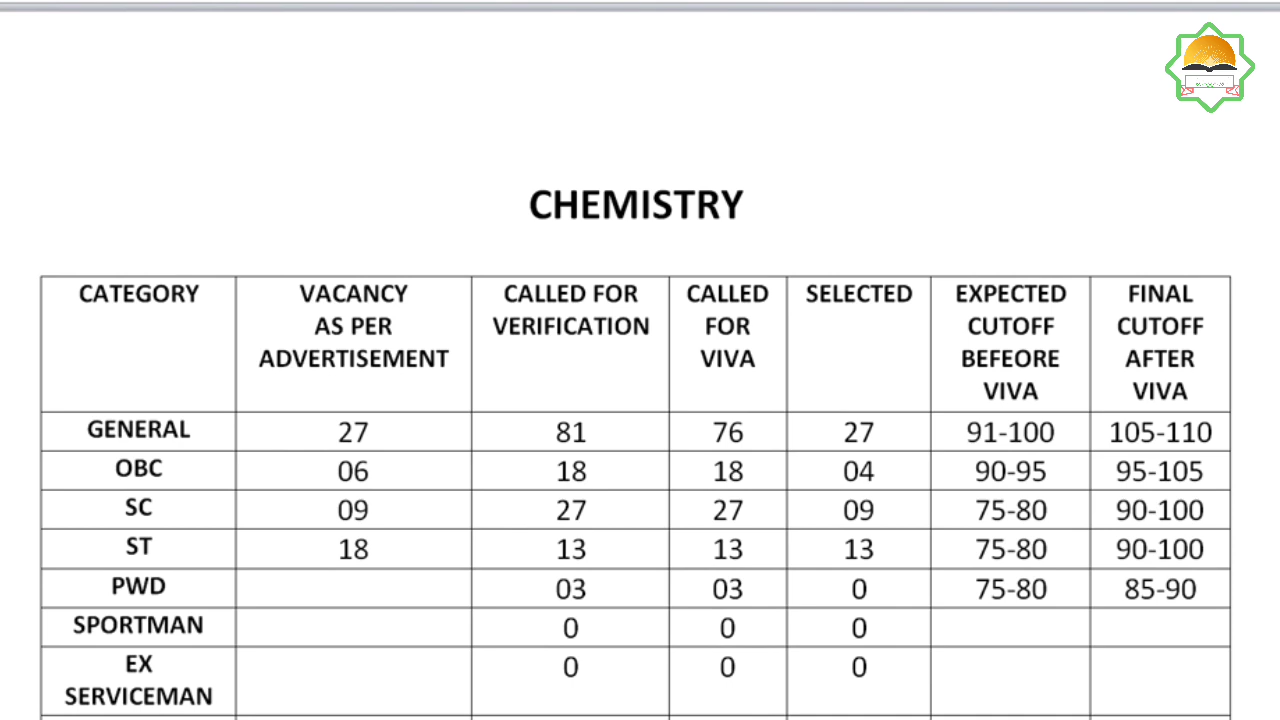 CHEMISTRY
CATEGORY VACANCY AS PER ADVERTISEMENT CALLED FOR VERIFICATION CALLED FOR VIVA SELECTED EXPECTED CUTOFF BEFEORE VIVA FINAL CUTOFF AFTER VIVA
GENERAL 27 81 76 27 91-100 105-110
OBC 06 18 18 04 90-95 95-105
SC 09 27 27 09 75-80 90-100
ST 18 13 13 13 75-80 90-100
PWD 03 03 0 75-80 85-90
SPORTMAN 0 0 0
EX SERVICEMAN 0 0 0